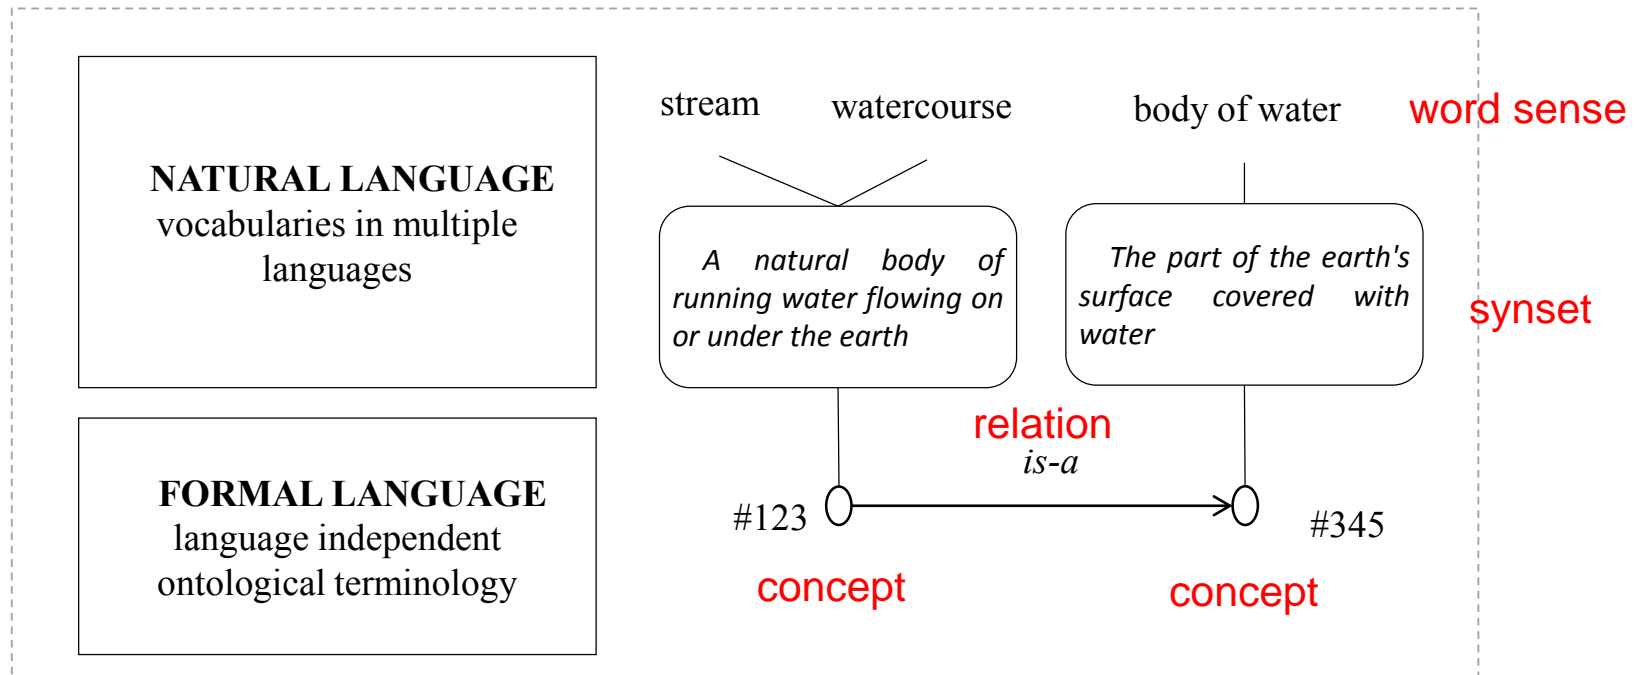 NATURAL LANGUAGE
vocabularies in multiple
languages
stream watercourse body of water word sense
A natural body of
running water flowing on
or under the earth
The part of the earth's
surface covered with
water
synset
FORMAL LANGUAGE
language independent
ontological terminology
relation
is-a
#123 #345
concept concept